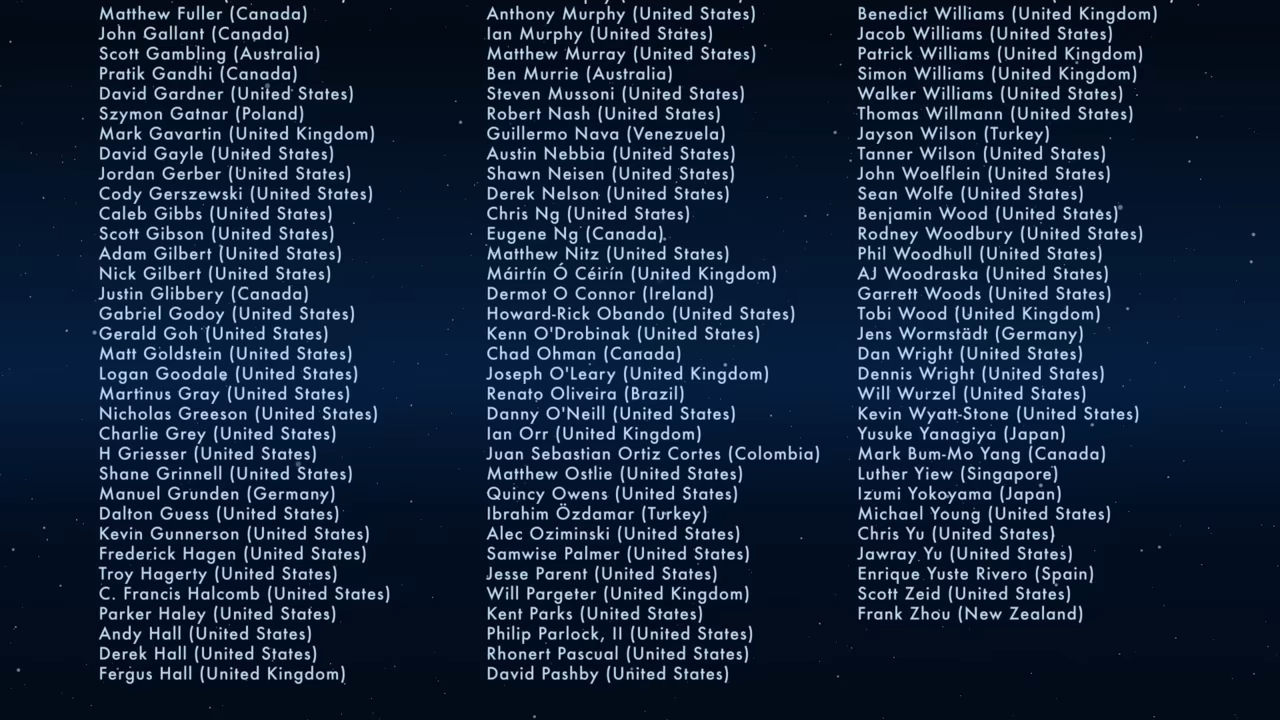 Matthew Fuller (Canada)
John Gallant (Canada)
Scott Gambling (Australia)
Pratik Gandhi (Canada)
David Gardner (United States)
Szymon Gatnar (Poland)
Mark Gavartin (United Kingdom)
David Gayle (United States)
Jordan Gerber (United States)
Cody Gerszewski (United States)
Caleb Gibbs (United States)
Scott Gibson (United States)
Adam Gilbert (United States)
Nick Gilbert (United States)
Justin Glibbery (Canada)
Gabriel Godoy (United States)
Gerald Goh (United States)
Matt Goldstein (United States)
Logan Goodale (United States)
Martinus Gray (United States)
Nicholas Greeson (United States)
Charlie Grey (United States)
H Griesser (United States)
Shane Grinnell (United States)
Manuel Grunden (Germany)
Dalton Guess (United States)
Kevin Gunnerson (United States)
Frederick Hagen (United States)
Troy Hagerty (United States)
C. Francis Halcomb (United States)
Parker Haley (United States)
Andy Hall (United States)
Derek Hall (United States)
Fergus Hall (United Kingdom)
Anthony Murphy (United States)
Ian Murphy (United States)
Matthew Murray (United States)
Ben Murrie (Australia)
Steven Mussoni (United States)
Robert Nash (United States)
Guillermo Nava (Venezuela)
Austin Nebbia (United States)
Shawn Neisen (United States)
Derek Nelson (United States)
Chris Ng (United States)
Eugene Ng (Canada)
Matthew Nitz (United States)
Máirtín Ó Céirín (United Kingdom)
Dermot O Connor (Ireland)
Howard-Rick Obando (United States)
Kenn O'Drobinak (United States)
Chad Ohman (Canada)
Joseph O'Leary (United Kingdom)
Renato Oliveira (Brazil)
Danny O'Neill (United States)
Ian Orr (United Kingdom)
Juan Sebastian Ortiz Cortes (Colombia)
Matthew Ostlie (United States)
Quincy Owens (United States)
Ibrahim Özdamar (Turkey)
Alec Oziminski (United States)
Samwise Palmer (United States)
Jesse Parent (United States)
Will Pargeter (United Kingdom)
Kent Parks (United States)
Philip Parlock, II (United States)
Rhonert Pascual (United States)
David Pashby (United States)
Benedict Williams (United Kingdom)
Jacob Williams (United States)
Patrick Williams (United Kingdom)
Simon Williams (United Kingdom)
Walker Williams (United States)
Thomas Willmann (United States)
Jayson Wilson (Turkey)
Tanner Wilson (United States)
John Woelflein (United States)
Sean Wolfe (United States)
Benjamin Wood (United States)
Rodney Woodbury (United States)
Phil Woodhull (United States)
AJ Woodraska (United States)
Garrett Woods (United States)
Tobi Wood (United Kingdom)
Jens Wormstädt (Germany)
Dan Wright (United States)
Dennis Wright (United States)
Will Wurzel (United States)
Kevin Wyatt-Stone (United States)
Yusuke Yanagiya (Japan)
Mark Bum-Mo Yang (Canada)
Luther Yiew (Singapore)
Izumi Yokoyama (Japan)
Michael Young (United States)
Chris Yu (United States)
Jawray Yu (United States)
Enrique Yuste Rivero (Spain)
Scott Zeid (United States)
Frank Zhou (New Zealand)